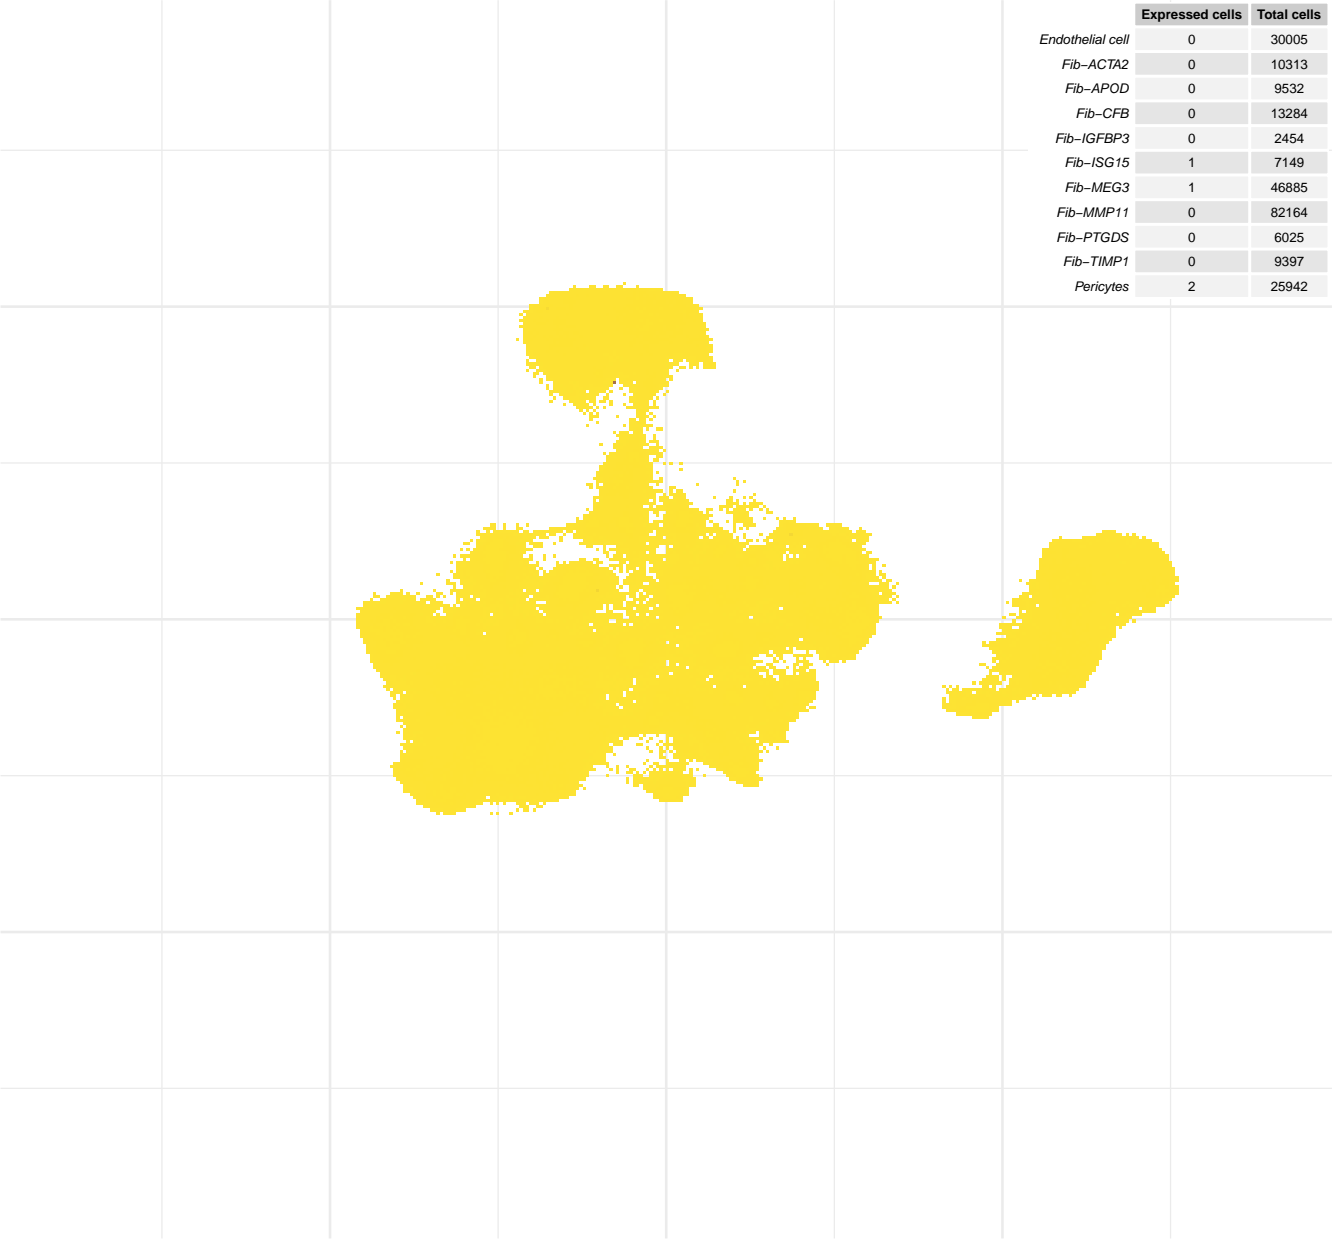 Expressed cells Total cells
Endothelial cell 0 30005
Fib−ACTA2 0 10313
Fib−APOD 0 9532
Fib−CFB 0 13284
Fib−IGFBP3 0 2454
Fib−ISG15 1 7149
Fib−MEG3 1 46885
Fib−MMP11 0 82164
Fib−PTGDS 0 6025
Fib−TIMP1 0 9397
Pericytes 2 25942